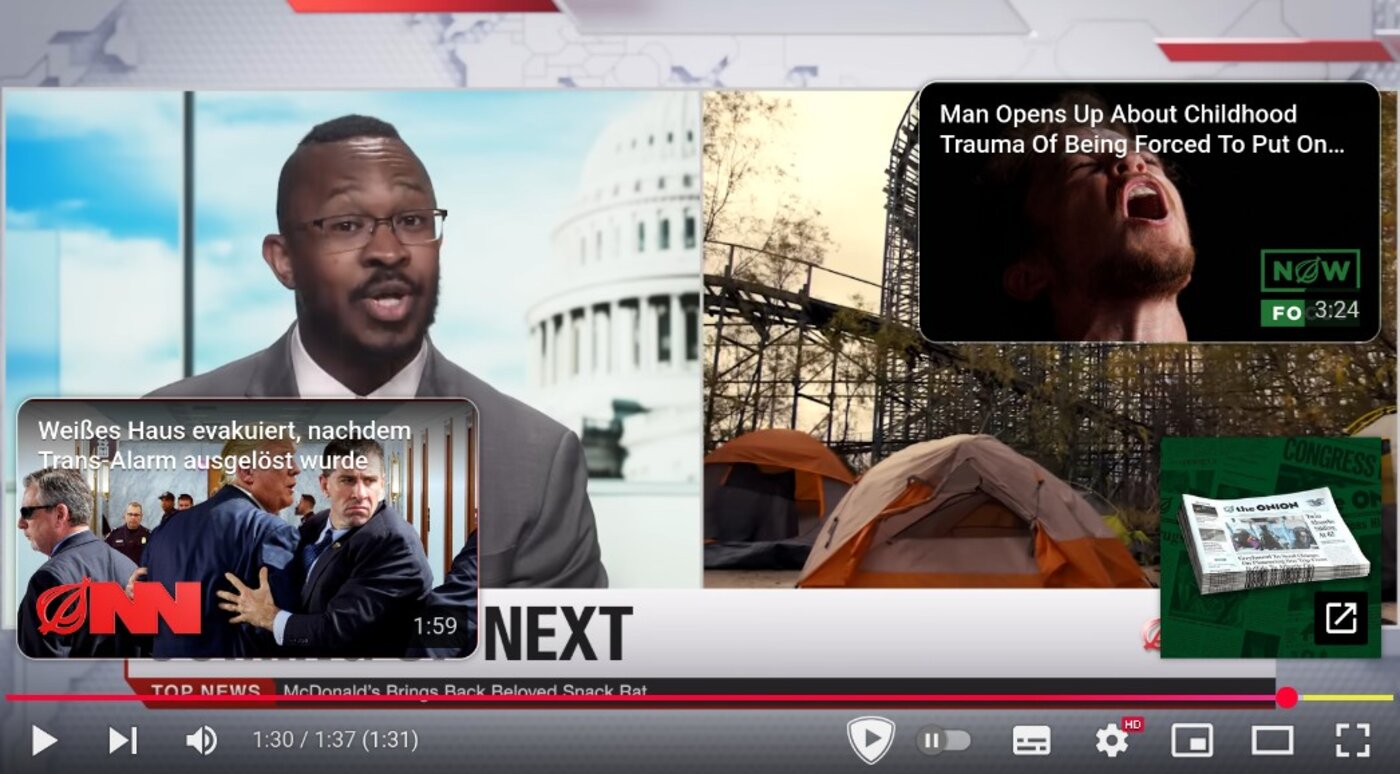 Man Opens Up About Childhood
Trauma Of Being Forced To Put On...
NOW
FO
3:24
Weißes Haus evakuiert, nachdem
Trans-Alarm ausgelöst wurde
NN
1:59
CONGRESS
the ONION
NEXT
TOP NEWS McDonald's Brings Back Beloved Snack Rat
1:30 / 1:37 (1:31)
HD